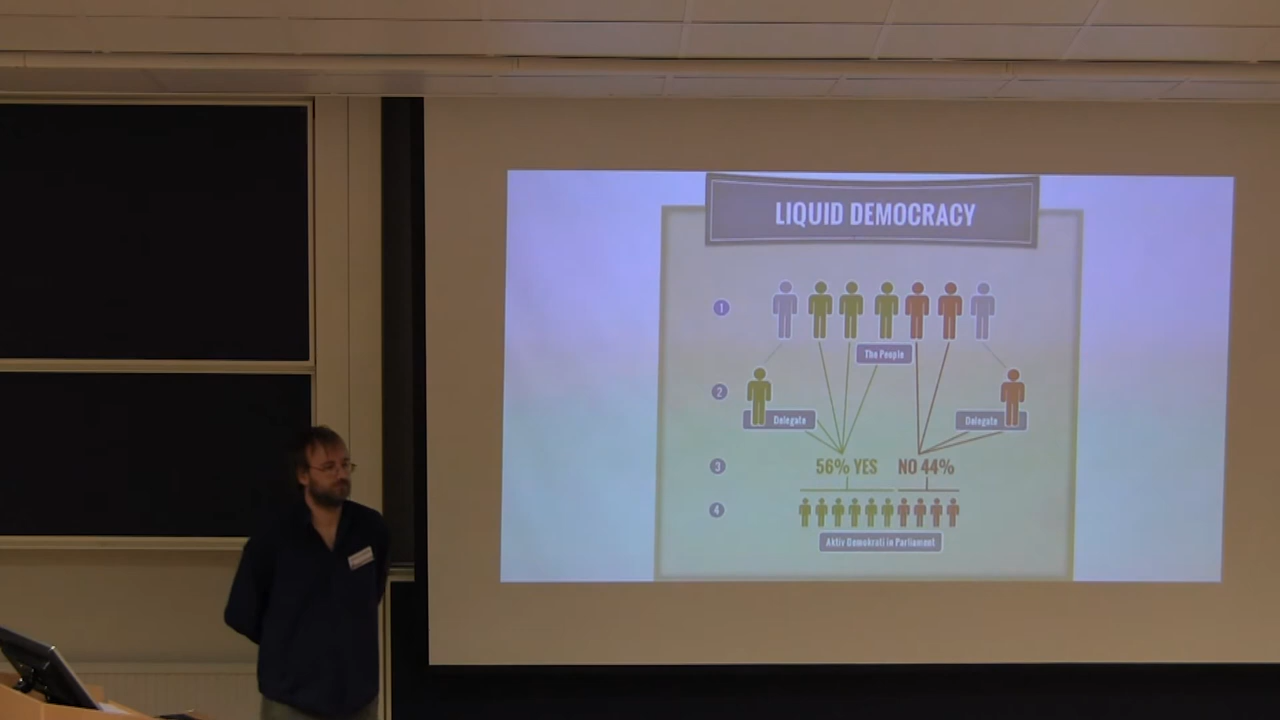 LIQUID DEMOCRACY
1
The People
2
Delegate
Delegate
3
56% YES
NO 44%
4
Aktiv Demokrati in Parliament